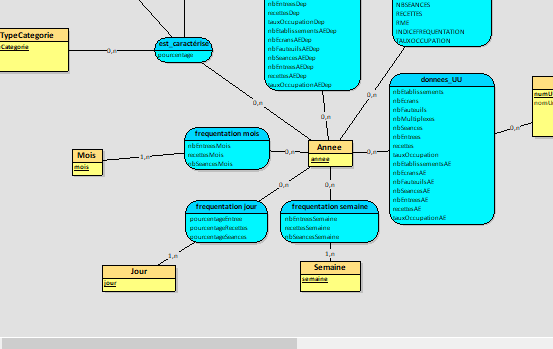 nbEntreesDep
recettesDep
tauxOccupationDep
nbEtablissementsAEDep
nbEcransAEDep
nbFauteuilsAEDep
nbSeancesAEDep
nbEntreesAEDep
recettesAEDep
tauxOccupationAEDep
NBSEANCES
RECETTES
RME
INDICEFREQUENTATION
TAUXOCCUPATION
TypeCategorie
Categorie
0,n
est_caractérisé
pourcentage
0,n
0,n
0,n
donnees_UU
nbEtablissements
nbEcrans
nbFauteuils
nbMultiplexes
nbSeances
nbEntrees
recettes
tauxOccupation
nbEtablissementsAE
nbEcransAE
nbFauteuilsAE
nbSeancesAE
nbEntreesAE
recettesAE
tauxOccupationAE
0,n
numU
nomU
Mois
mois
1,n
frequentation mois
nbEntreesMois
recettesMois
nbSeancesMois
0,n
Annee
annee
0,n
0,n
0,n
frequentation jour
pourcentageEntree
pourcentageRecettes
pourcentageSeances
frequentation semaine
nbEntreesSemaine
recettesSemaine
nbSeancesSemaine
1,n
1,n
Jour
jour
Semaine
semaine